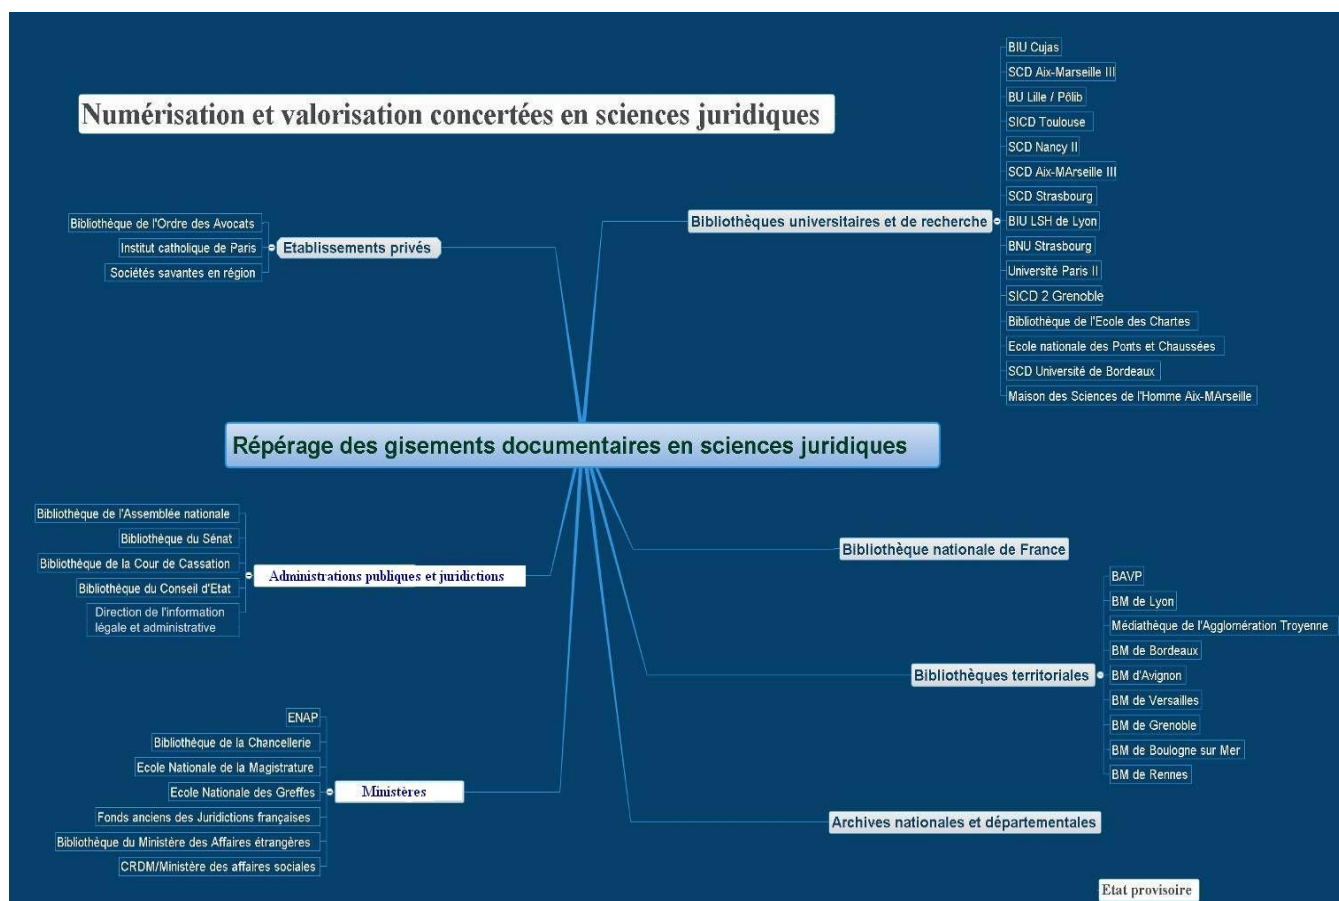 Numérisation et valorisation concertées en sciences juridiques
Bibliothèque de l'Ordre des Avocats
Institut catholique de Paris
Sociétés savantes en région
Etablissements privés
Bibliothèques universitaires et de recherche
BIU Cujas
SCD Aix-Marseille III
BU Lille / Pôlib
SICD Toulouse
SCD Nancy II
SCD Aix-MArseille III
SCD Strasbourg
BIU LSH de Lyon
BNU Strasbourg
Université Paris II
SICD 2 Grenoble
Bibliothèque de l'Ecole des Chartes
Ecole nationale des Ponts et Chaussées
SCD Université de Bordeaux
Maison des Sciences de l'Homme Aix-MArseille
Répérage des gisements documentaires en sciences juridiques
Bibliothèque de l'Assemblée nationale
Bibliothèque du Sénat
Bibliothèque de la Cour de Cassation
Bibliothèque du Conseil d'Etat
Direction de l'information
légale et administrative
Administrations publiques et juridictions
Bibliothèque nationale de France
Bibliothèques territoriales
BAVP
BM de Lyon
Médiathèque de l'Agglomération Troyenne
BM de Bordeaux
BM d'Avignon
BM de Versailles
BM de Grenoble
BM de Boulogne sur Mer
BM de Rennes
ENAP
Bibliothèque de la Chancellerie
Ecole Nationale de la Magistrature
Ecole Nationale des Greffes
Fonds anciens des Juridictions françaises
Bibliothèque du Ministère des Affaires étrangères
CRDM/Ministère des affaires sociales
Ministères
Archives nationales et départementales
Etat provisoire